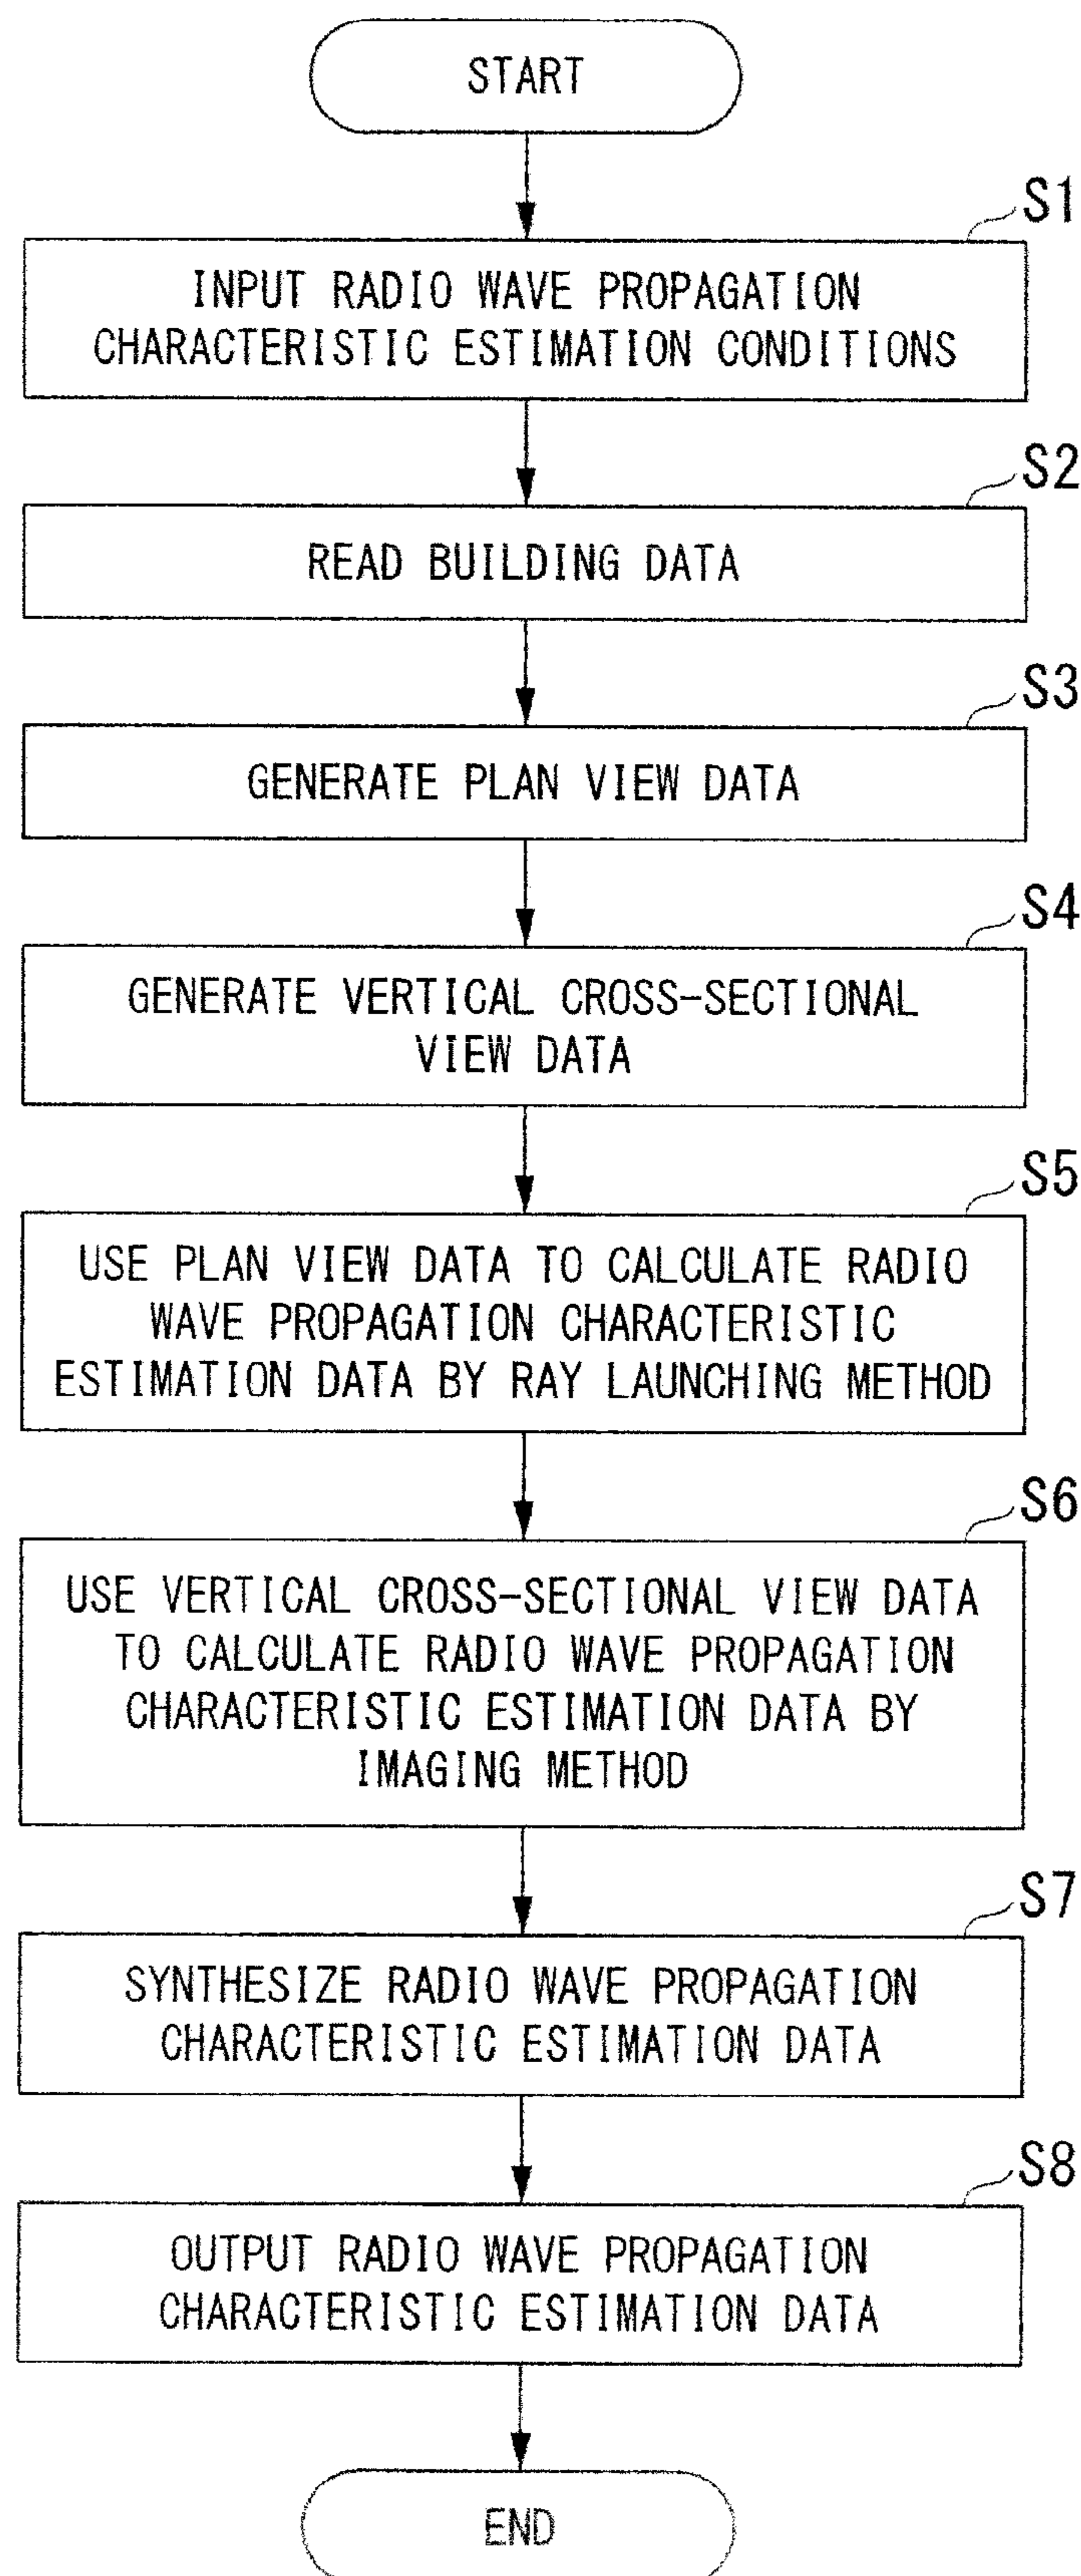 START
S1
INPUT RADIO WAVE PROPAGATION
CHARACTERISTIC ESTIMATION CONDITIONS
S2
READ BUILDING DATA
S3
GENERATE PLAN VIEW DATA
S4
GENERATE VERTICAL CROSS-SECTIONAL
VIEW DATA
S5
USE PLAN VIEW DATA TO CALCULATE RADIO
WAVE PROPAGATION CHARACTERISTIC
ESTIMATION DATA BY RAY LAUNCHING METHOD
S6
USE VERTICAL CROSS-SECTIONAL VIEW DATA
TO CALCULATE RADIO WAVE PROPAGATION
CHARACTERISTIC ESTIMATION DATA BY
IMAGING METHOD
S7
SYNTHESIZE RADIO WAVE PROPAGATION
CHARACTERISTIC ESTIMATION DATA
S8
OUTPUT RADIO WAVE PROPAGATION
CHARACTERISTIC ESTIMATION DATA
END